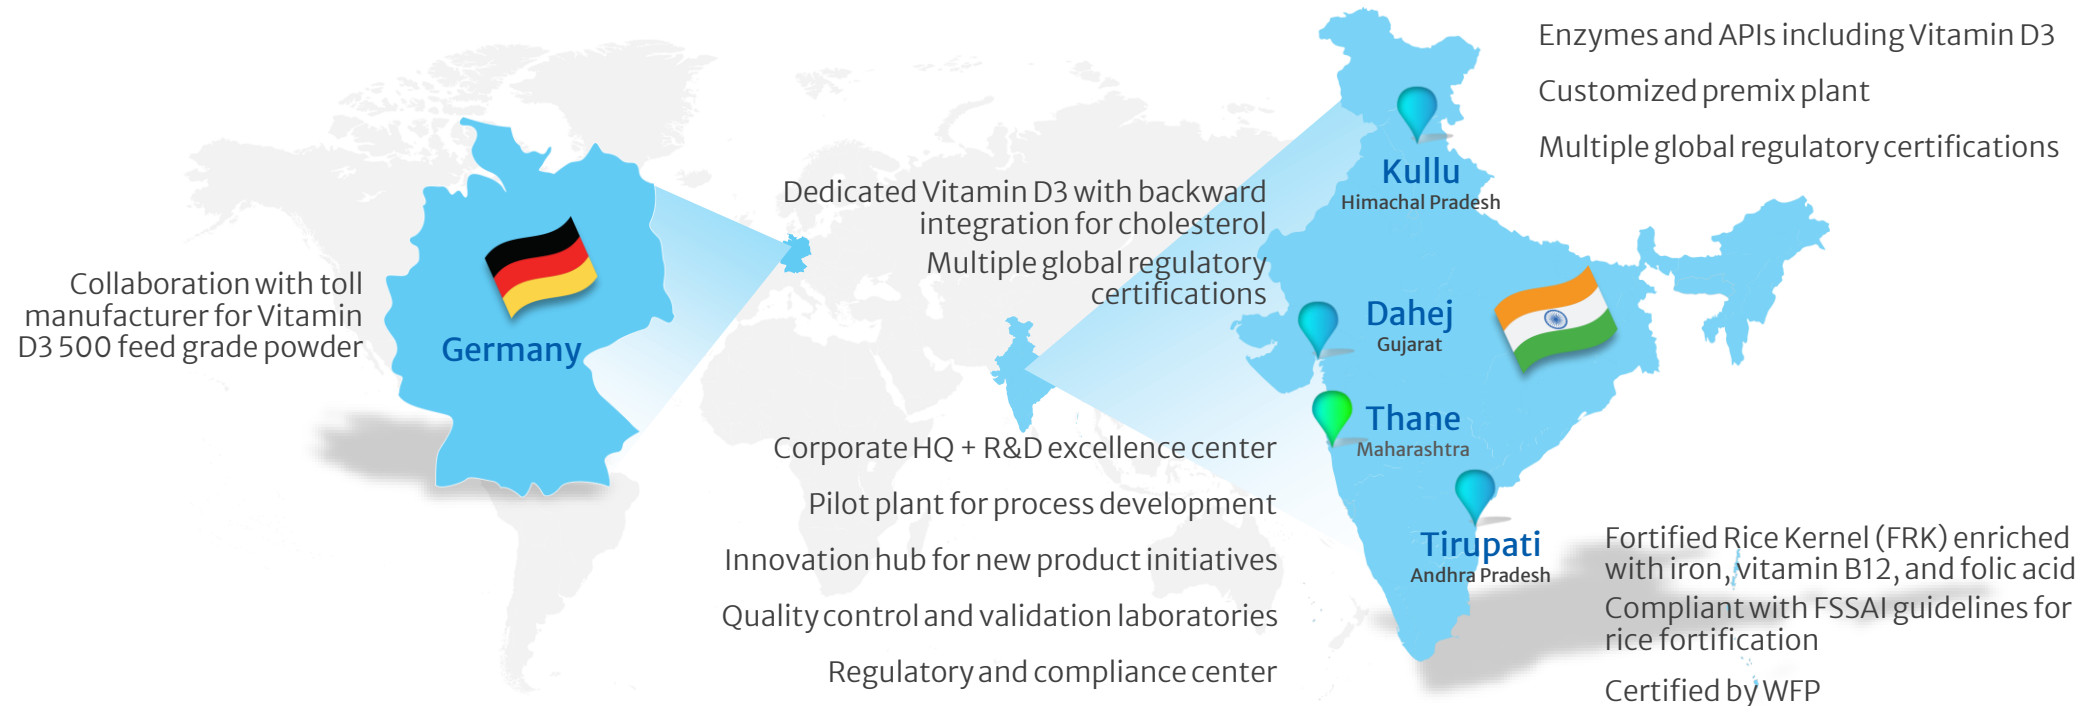 Collaboration with toll
manufacturer for Vitamin
D3 500 feed grade powder
Germany
Dedicated Vitamin D3 with backward
integration for cholesterol
Multiple global regulatory
certifications
Corporate HQ + R&D excellence center
Pilot plant for process development
Innovation hub for new product initiatives
Quality control and validation laboratories
Regulatory and compliance center
Enzymes and APIs including Vitamin D3
Customized premix plant
Multiple global regulatory certifications
Kullu
Himachal Pradesh
Dahej
Gujarat
Thane
Maharashtra
Tirupati
Andhra Pradesh
Fortified Rice Kernel (FRK) enriched
with iron, vitamin B12, and folic acid
Compliant with FSSAI guidelines for
rice fortification
Certified by WFP